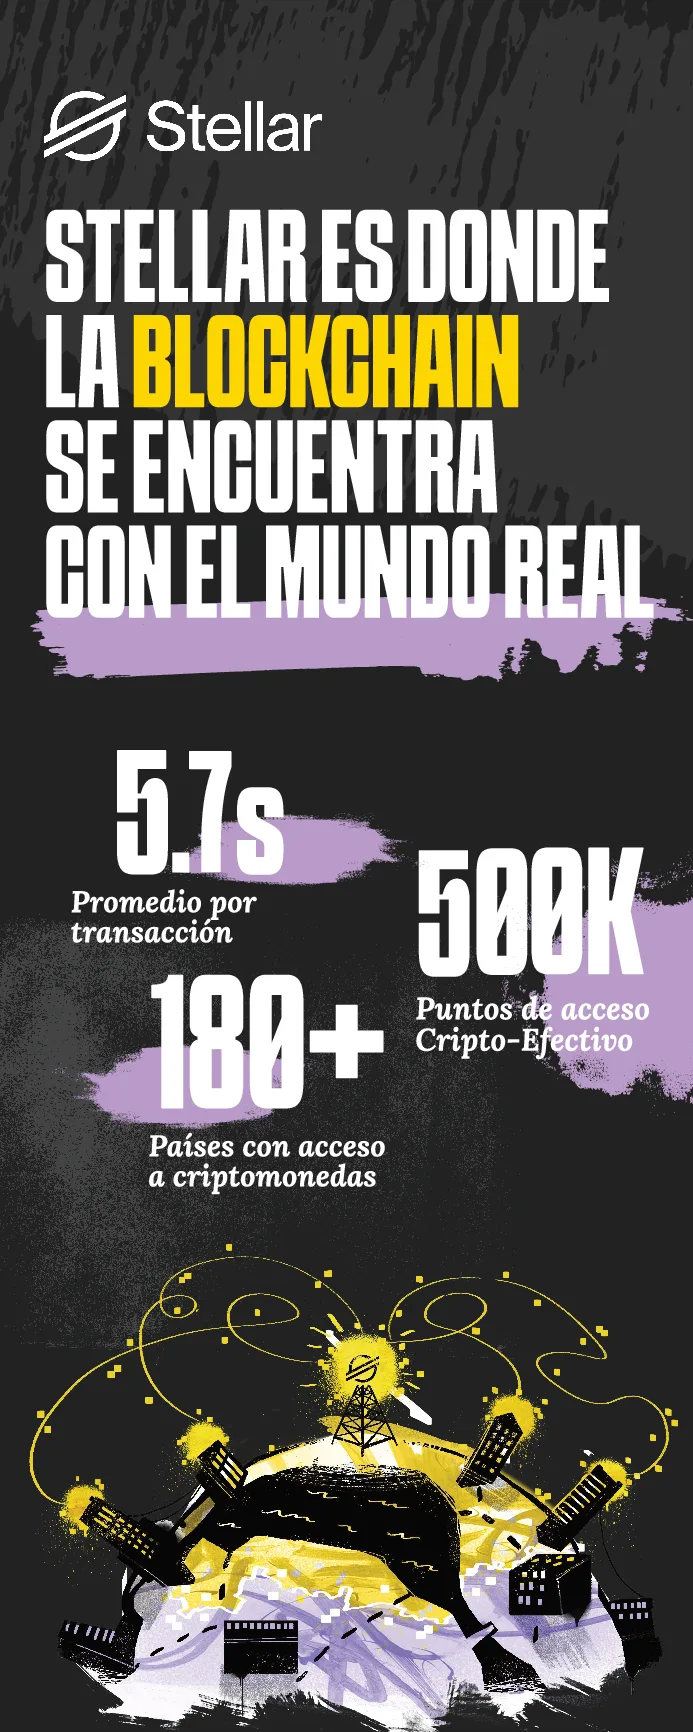 Stellar
STELLAR ES DONDE
LA BLOCKCHAIN
SE ENCUENTRA
CON EL MUNDO REAL
5.7s
Promedio por
transacción
500K
Puntos de acceso
Cripto-Efectivo
180+
Países con acceso
a criptomonedas